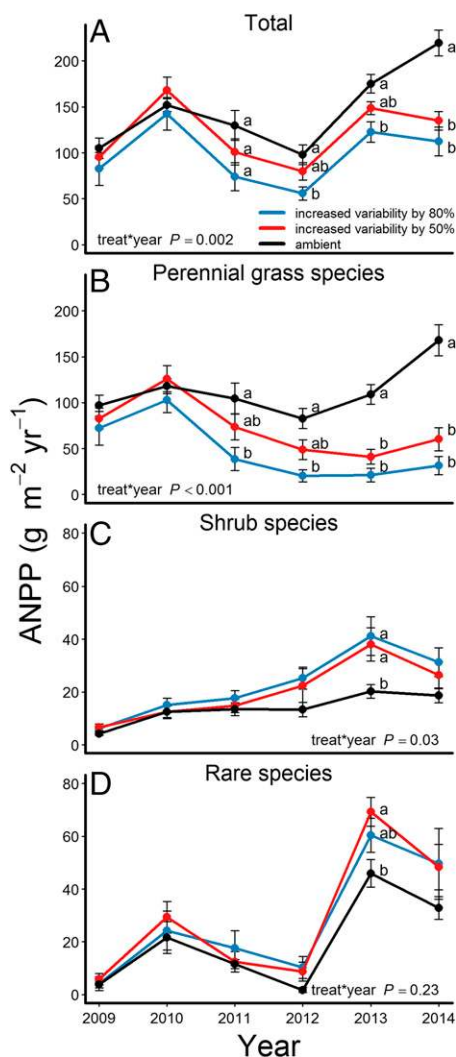 A
Total
200
150
100
50
0
a
a
a
a
ab
b
a
ab
b
a
b
b
increased variability by 80%
increased variability by 50%
ambient
treat*year P = 0.002
B
Perennial grass species
200
150
100
50
0
a
ab
b
a
ab
b
a
b
b
a
b
b
treat*year P < 0.001
ANPP (g m⁻² yr⁻¹)
C
Shrub species
80
60
40
20
0
a
a
b
treat*year P = 0.03
D
Rare species
80
60
40
20
0
a
ab
b
treat*year P = 0.23
2009 2010 2011 2012 2013 2014
Year